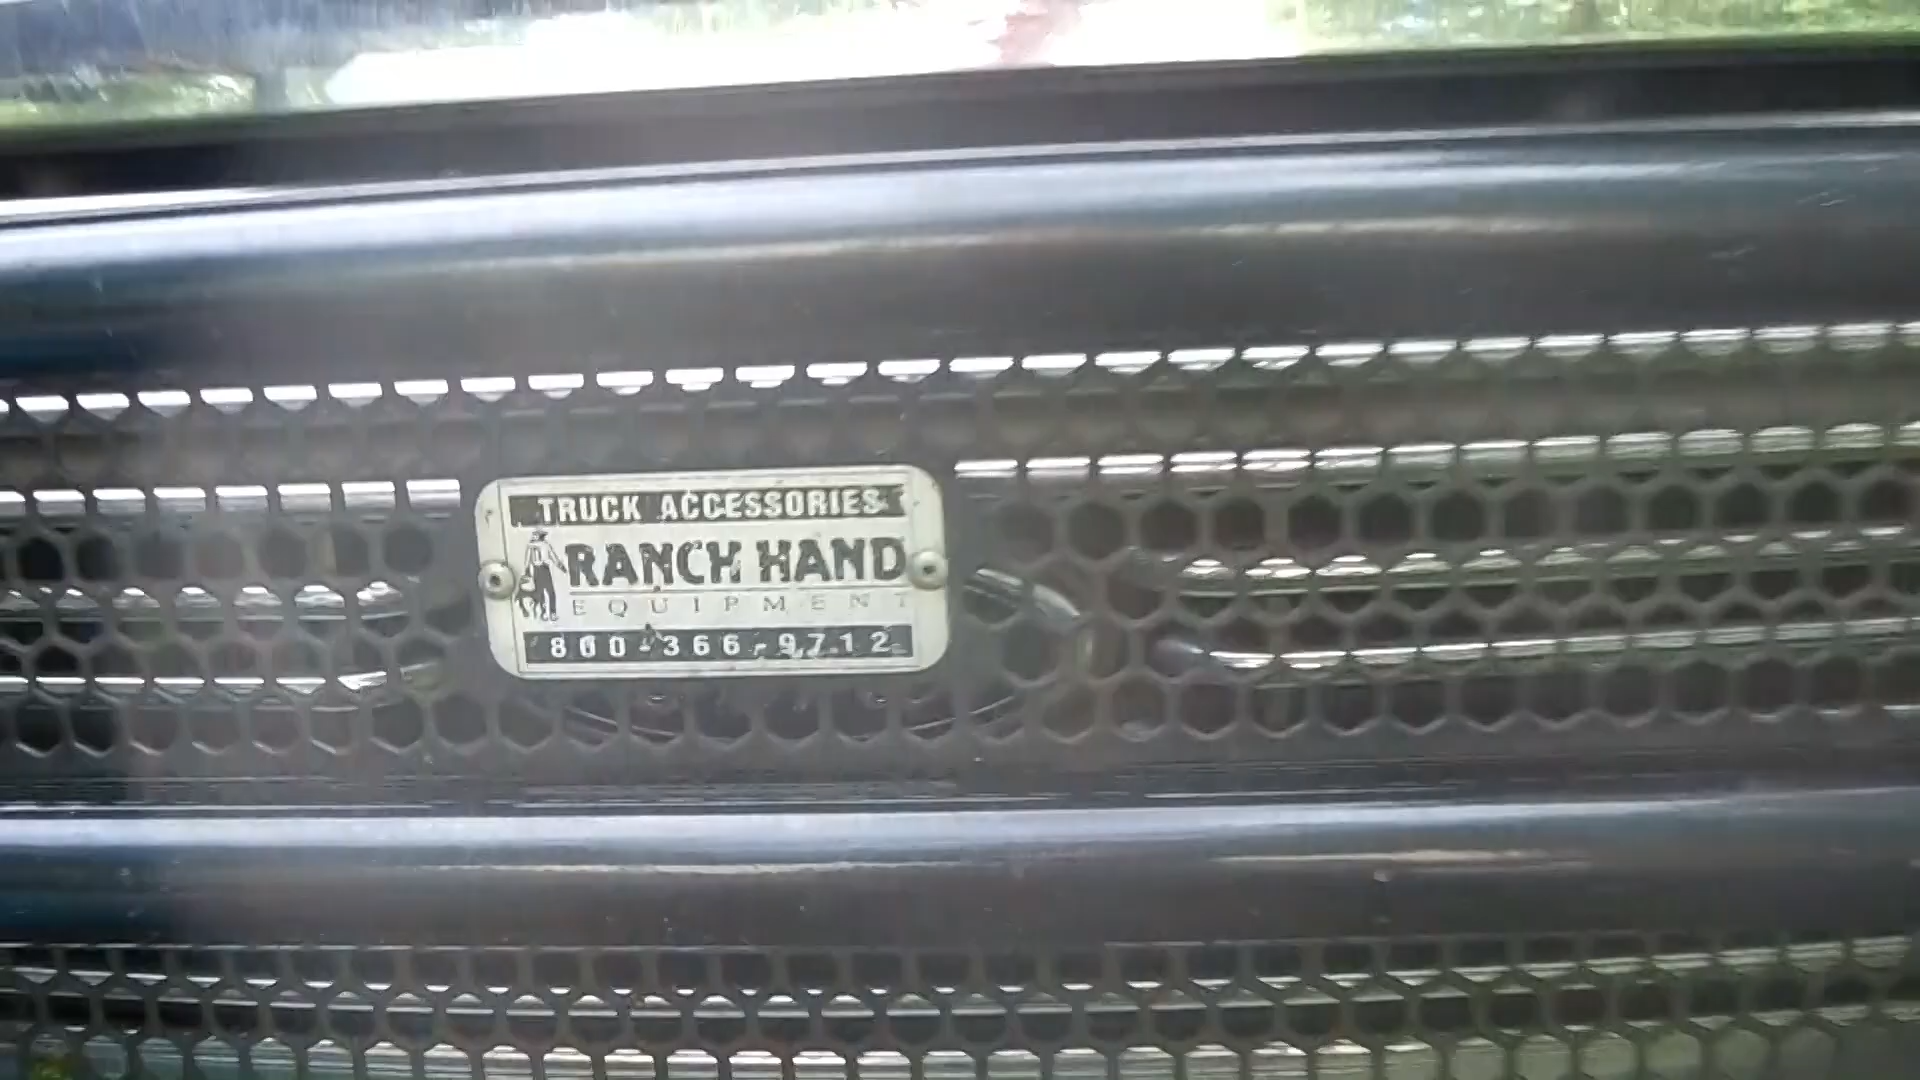 TRUCK ACCESSORIES
RANCH HAND
EQUIPMENT
800-366-9712